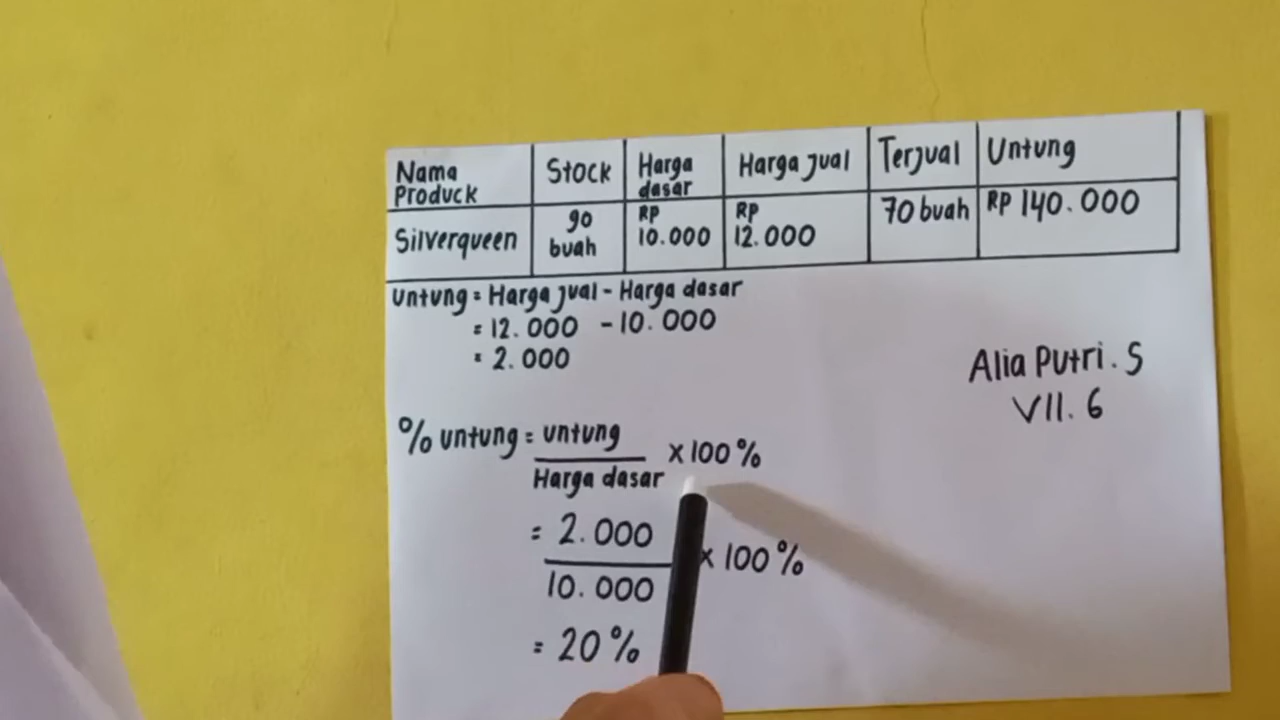 Nama Produck Stock Harga dasar Harga Jual Terjual Untung
Silverqueen 90 buah RP 10.000 RP 12.000 70 buah RP 140.000
Untung = Harga jual - Harga dasar
= 12.000 - 10.000
= 2.000
Alia Putri. S
VII. 6
% untung = untung / Harga dasar x 100 %
= 2.000 / 10.000 x 100 %
= 20 %